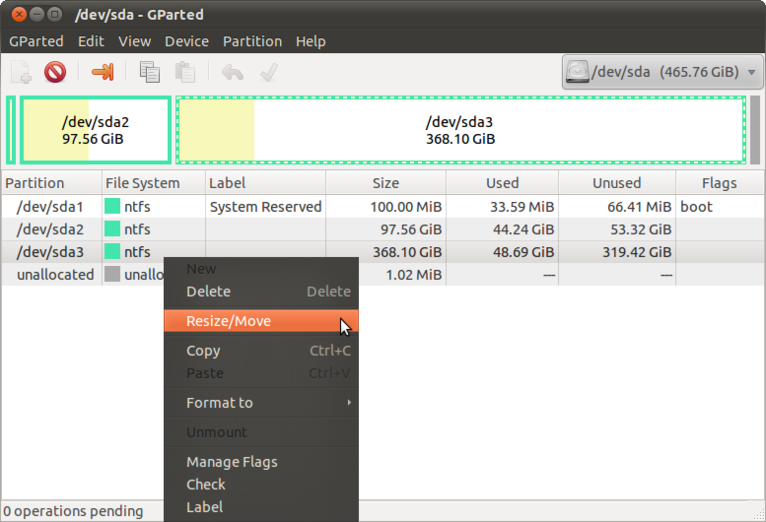 /dev/sda - GParted
GParted Edit View Device Partition Help
/dev/sda (465.76 GiB)
/dev/sda2
97.56 GiB
/dev/sda3
368.10 GiB
Partition File System Label Size Used Unused Flags
/dev/sda1 ntfs System Reserved 100.00 MiB 33.59 MiB 66.41 MiB boot
/dev/sda2 ntfs 97.56 GiB 44.24 GiB 53.32 GiB
/dev/sda3 ntfs 368.10 GiB 48.69 GiB 319.42 GiB
unallocated unallo 1.02 MiB --- ---
New
Delete Delete
Resize/Move
Copy Ctrl+C
Paste Ctrl+V
Format to
Unmount
Manage Flags
Check
Label
0 operations pending